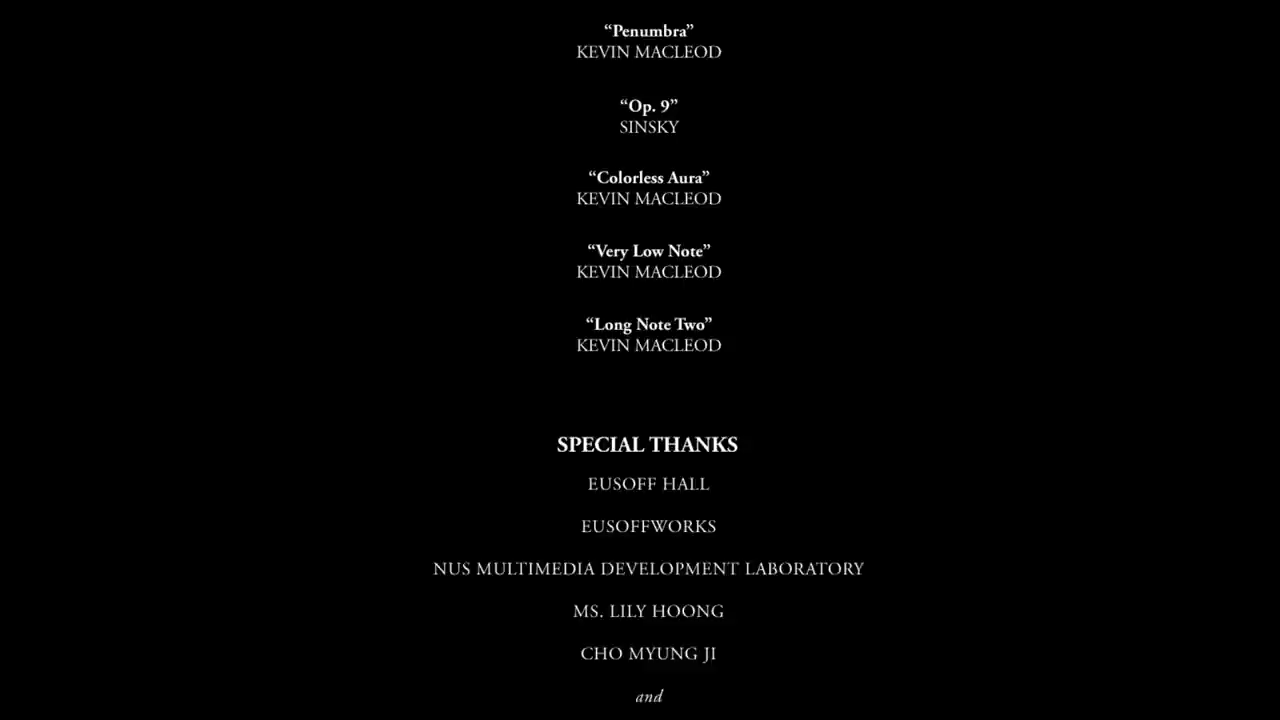 “Penumbra”
KEVIN MACLEOD
“Op. 9”
SINSKY
“Colorless Aura”
KEVIN MACLEOD
“Very Low Note”
KEVIN MACLEOD
“Long Note Two”
KEVIN MACLEOD
SPECIAL THANKS
EUSOFF HALL
EUSOFFWORKS
NUS MULTIMEDIA DEVELOPMENT LABORATORY
MS. LILY HOONG
CHO MYUNG JI
and